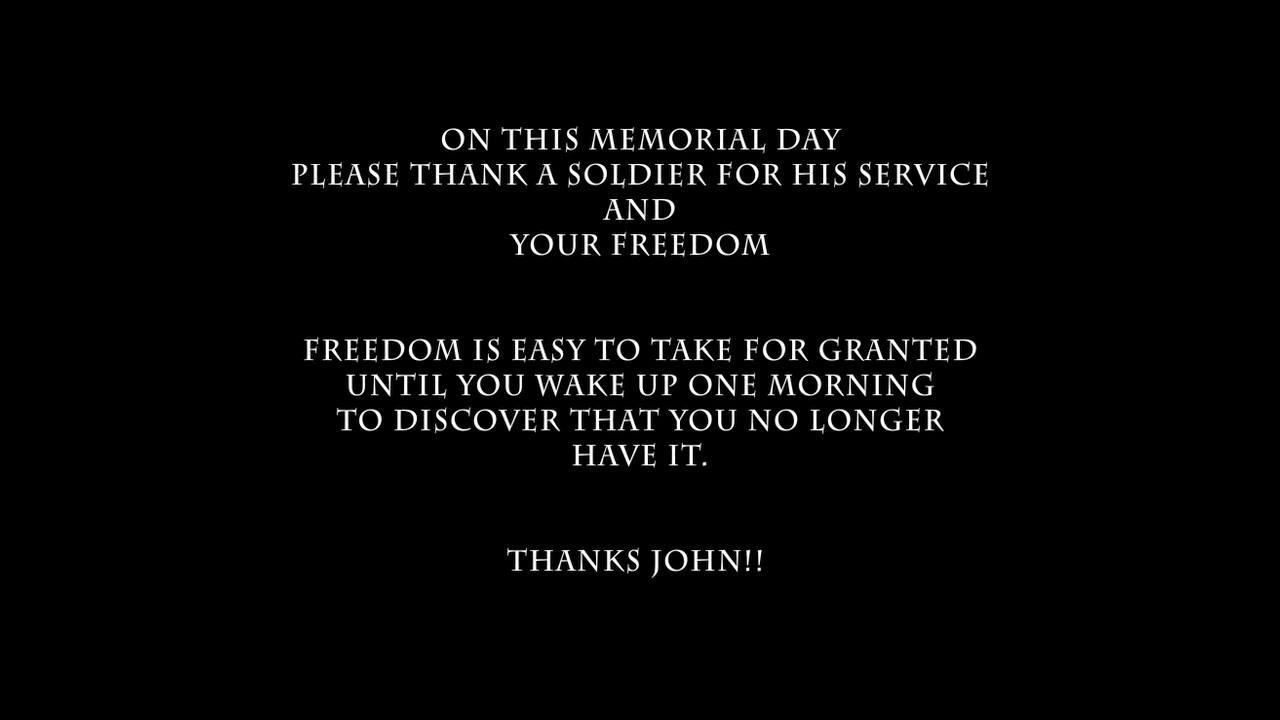 ON THIS MEMORIAL DAY
PLEASE THANK A SOLDIER FOR HIS SERVICE
AND
YOUR FREEDOM
FREEDOM IS EASY TO TAKE FOR GRANTED
UNTIL YOU WAKE UP ONE MORNING
TO DISCOVER THAT YOU NO LONGER
HAVE IT.
THANKS JOHN!!